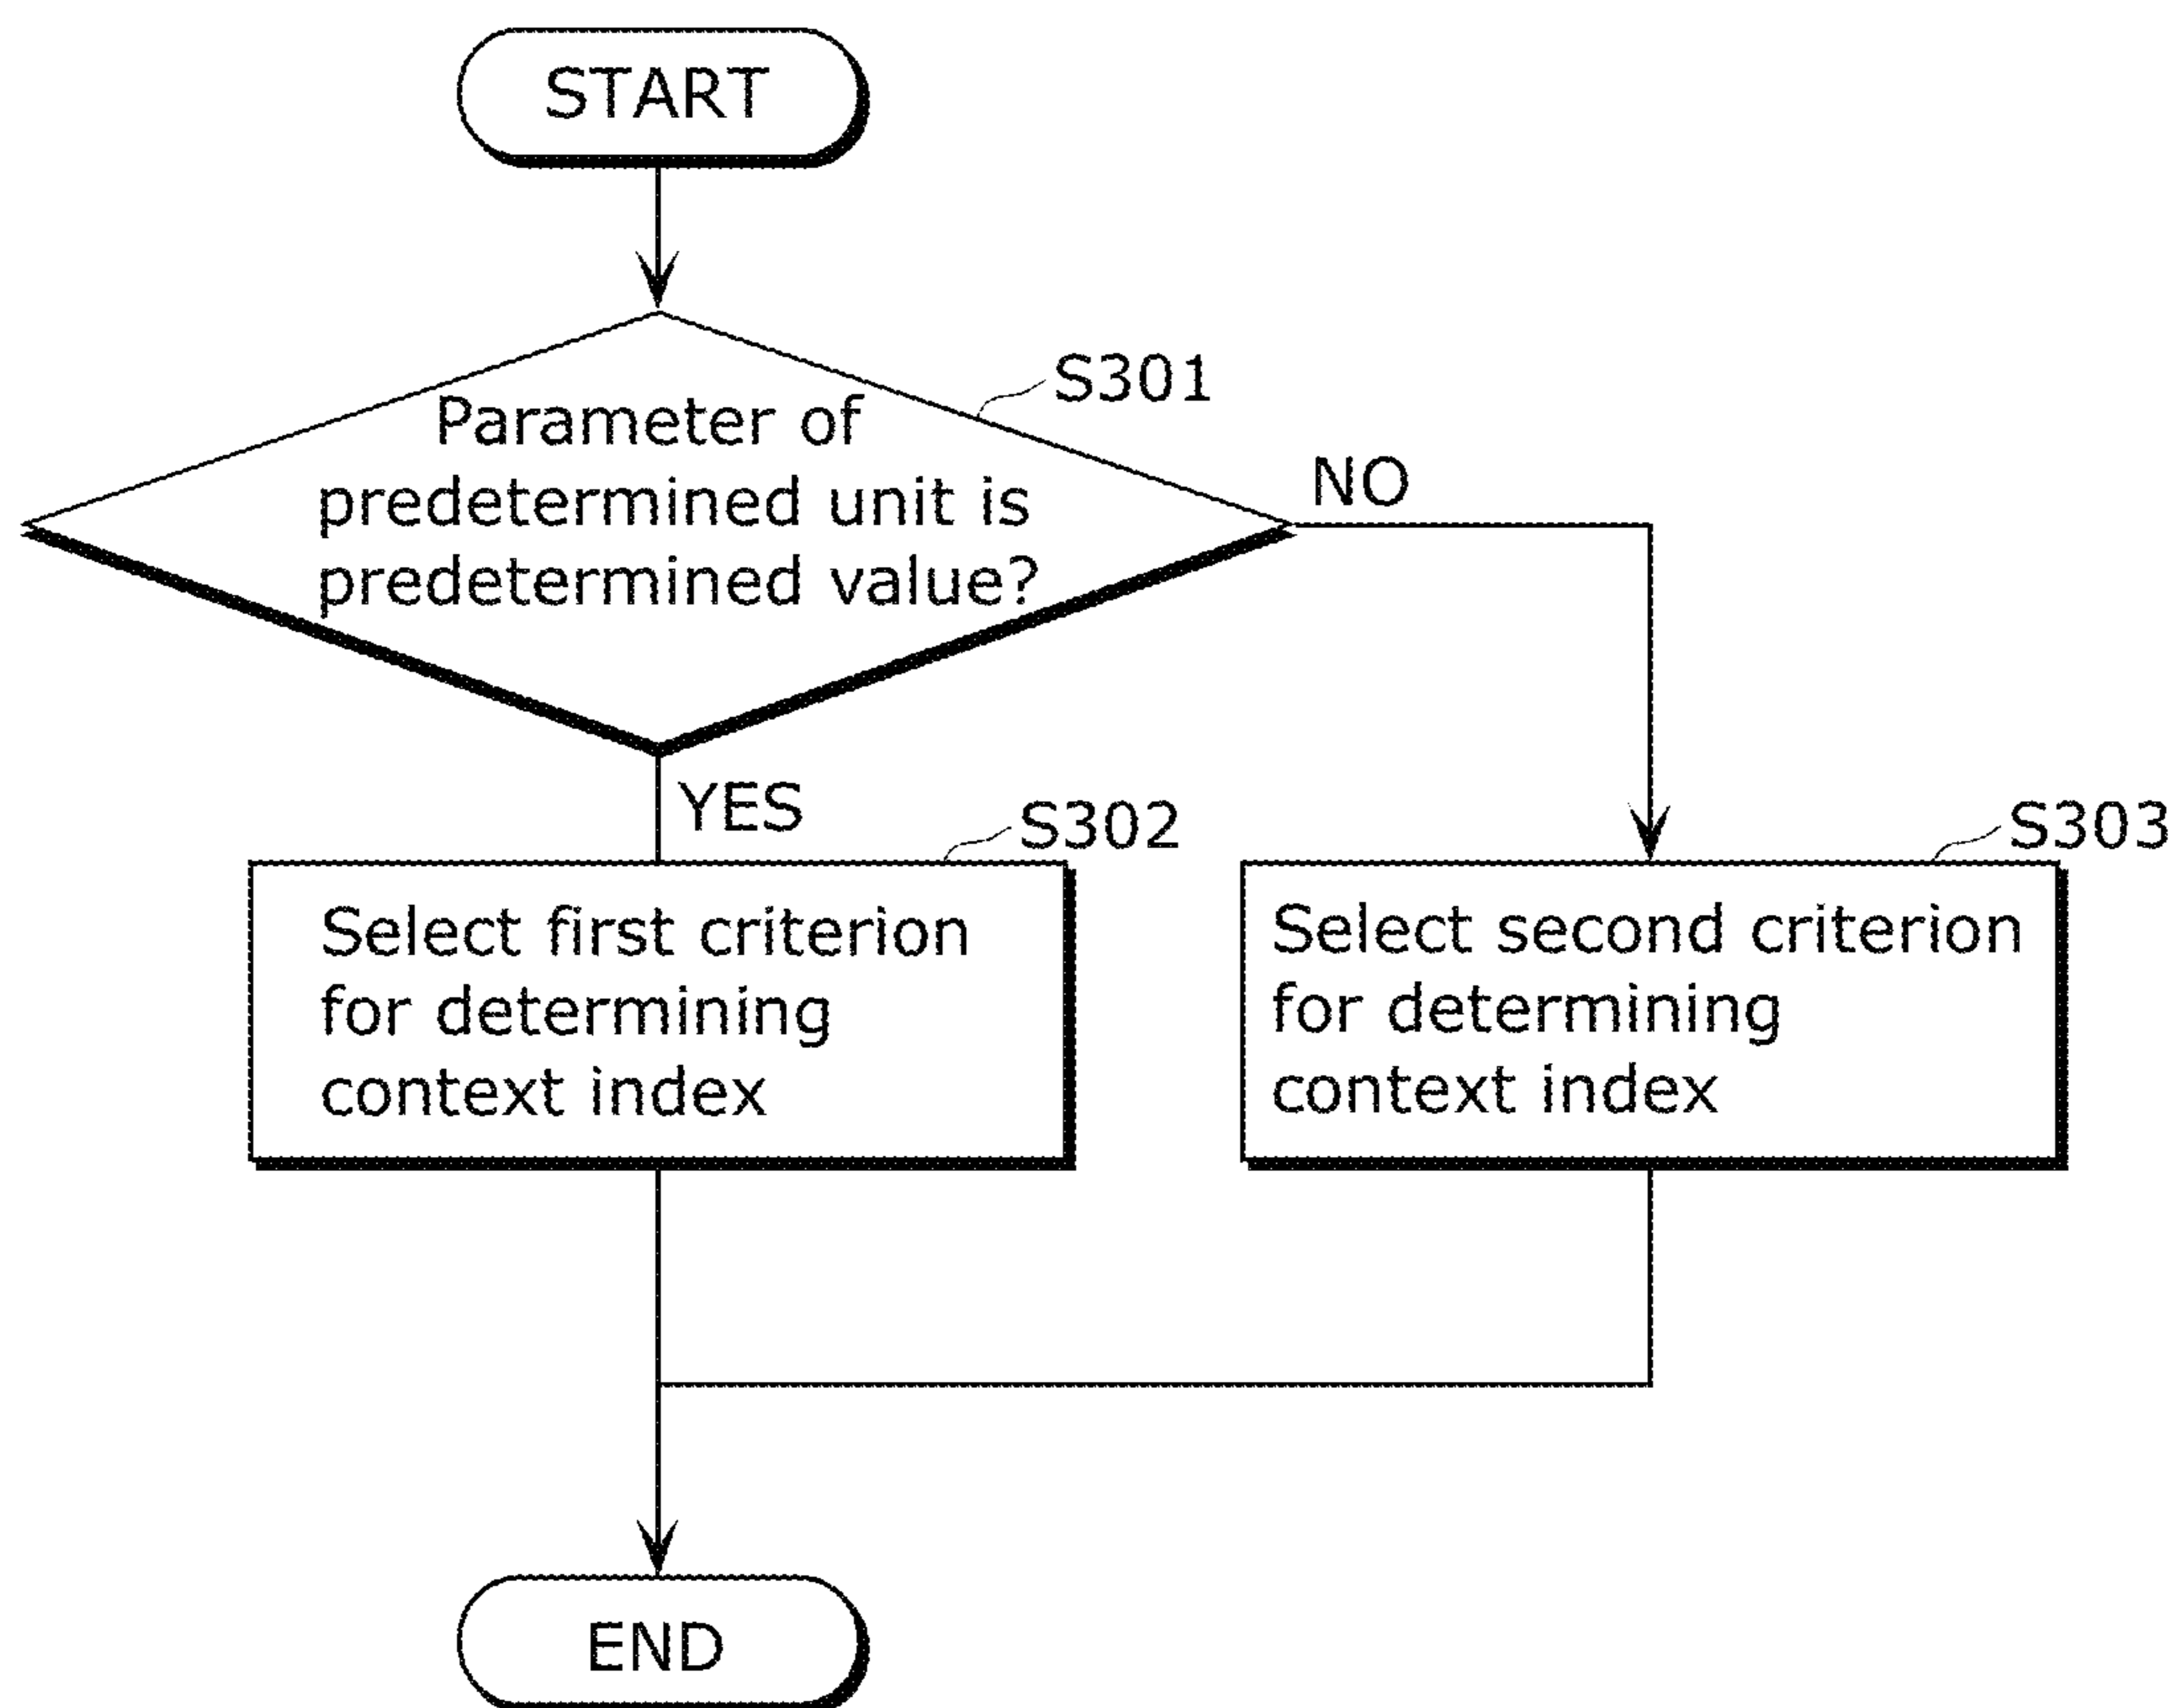 START
S301
Parameter of
predetermined unit is
predetermined value?
NO
YES
S302
Select first criterion
for determining
context index
S303
Select second criterion
for determining
context index
END